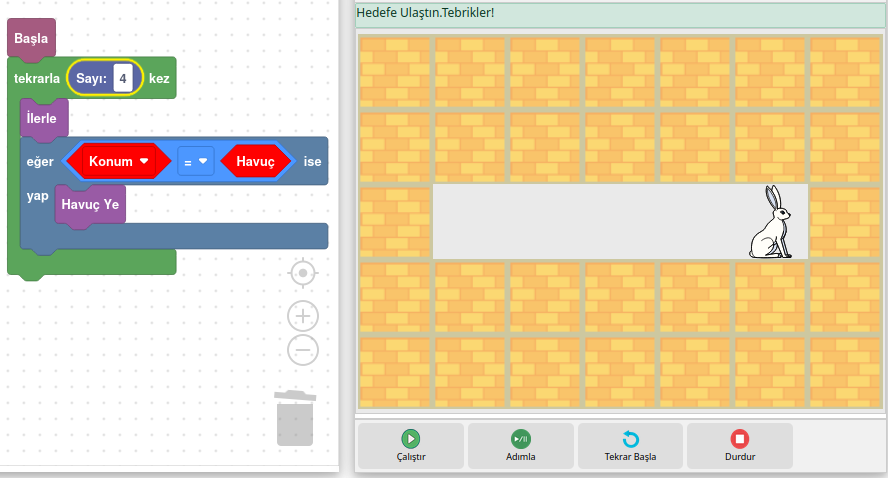 Başla
tekrarla Sayı: 4 kez
İlerle
eğer Konum = Havuç ise
yap Havuç Ye
Hedefe Ulaştın.Tebrikler!
Çalıştır
Adımla
Tekrar Başla
Durdur